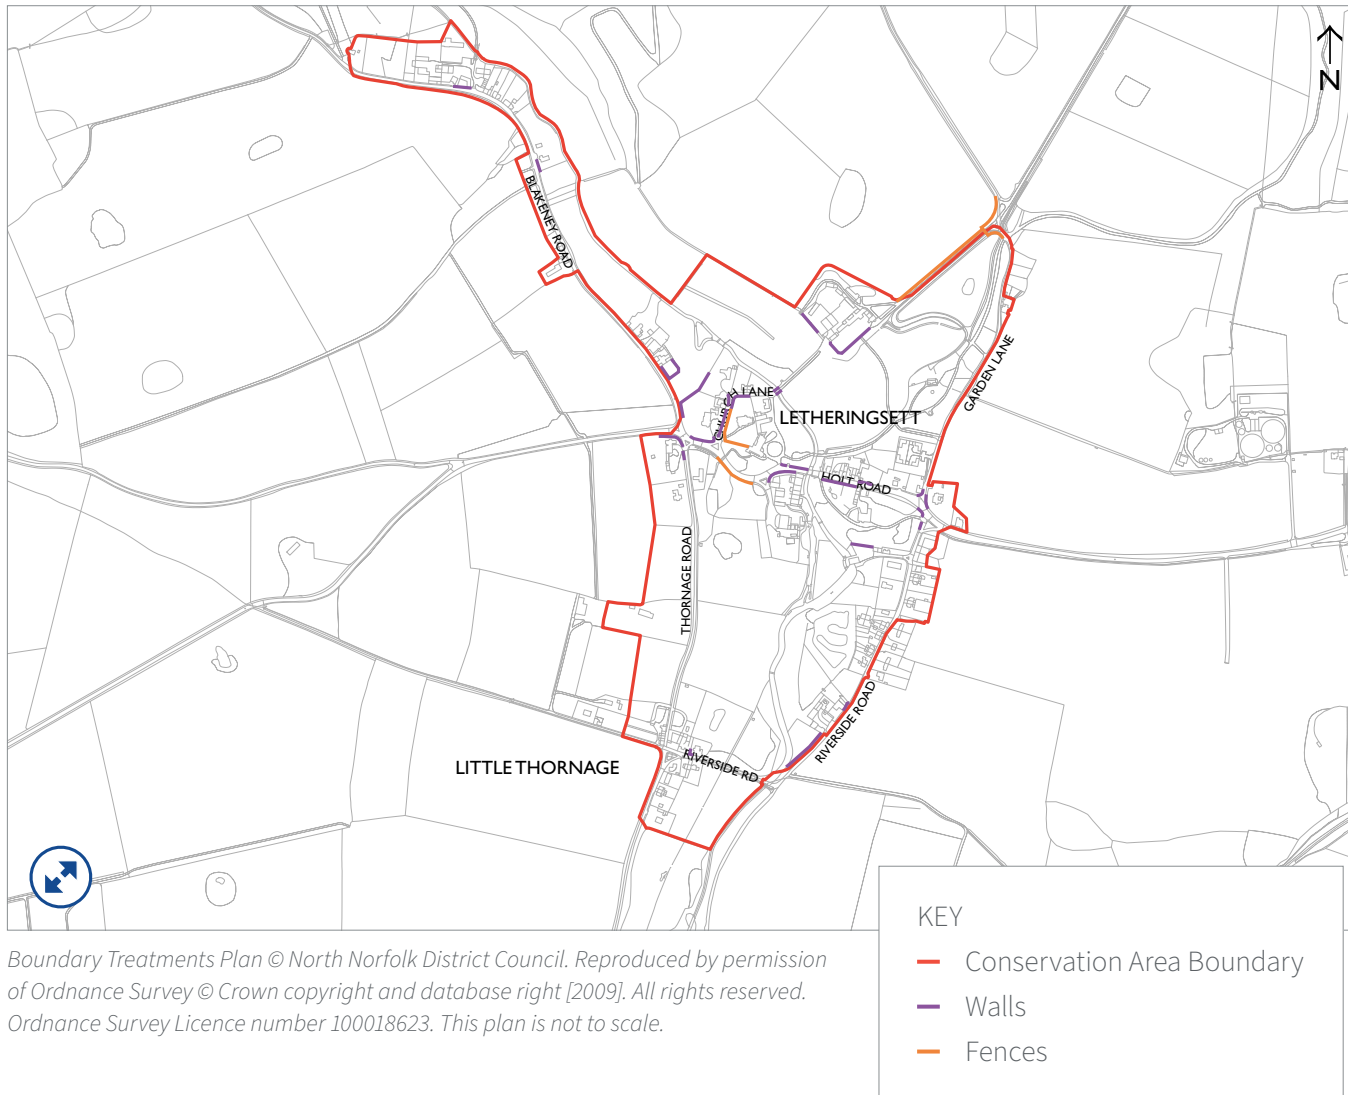 N
BLAKENEY ROAD
GARDEN LANE
CHURCH LANE
LETHERINGSETT
HOLT ROAD
THORNAGE ROAD
RIVERSIDE ROAD
RIVERSIDE RD
LITTLE THORNAGE
KEY
Conservation Area Boundary
Walls
Fences
Boundary Treatments Plan © North Norfolk District Council. Reproduced by permission
of Ordnance Survey © Crown copyright and database right [2009]. All rights reserved.
Ordnance Survey Licence number 100018623. This plan is not to scale.